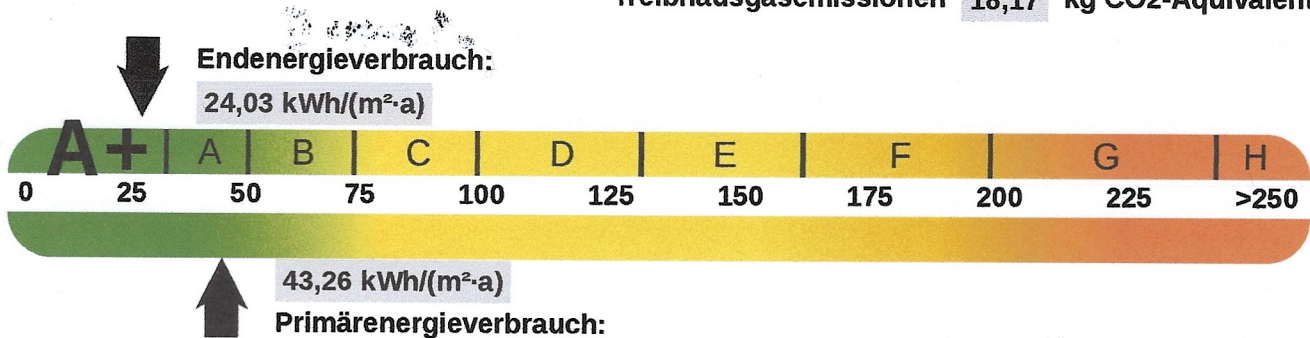 Treibhausgasemissionen 18,17 kg CO2-Äquivalent
Endenergieverbrauch:
24,03 kWh/(m²·a)
A+ A B C D E F G H
0 25 50 75 100 125 150 175 200 225 >250
43,26 kWh/(m²·a)
Primärenergieverbrauch: